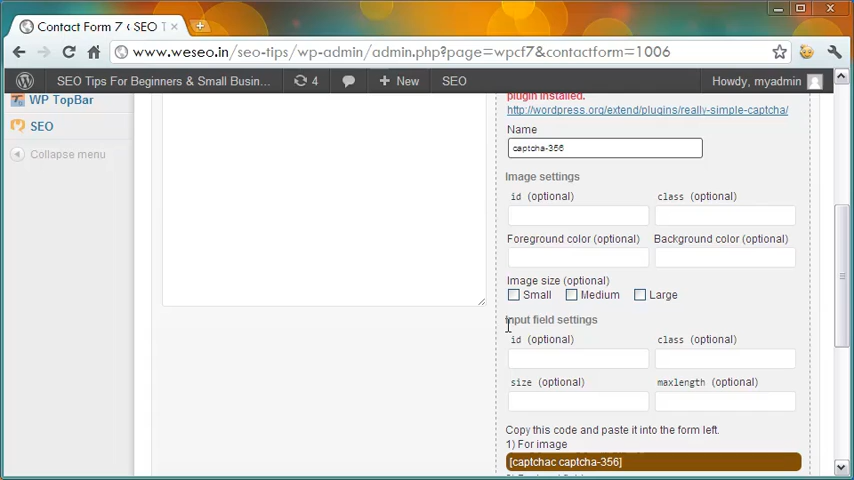 Contact Form 7 ‹ SEO T
www.weseo.in/seo-tips/wp-admin/admin.php?page=wpcf7&contactform=1006
SEO Tips For Beginners & Small Busin... 4 New SEO Howdy, myadmin
WP TopBar
SEO
Collapse menu
plugin installed.
http://wordpress.org/extend/plugins/really-simple-captcha/
Name
captcha-356
Image settings
id (optional) class (optional)
Foreground color (optional) Background color (optional)
Image size (optional)
Small Medium Large
Input field settings
id (optional) class (optional)
size (optional) maxlength (optional)
Copy this code and paste it into the form left.
1) For image
[captchac captcha-356]